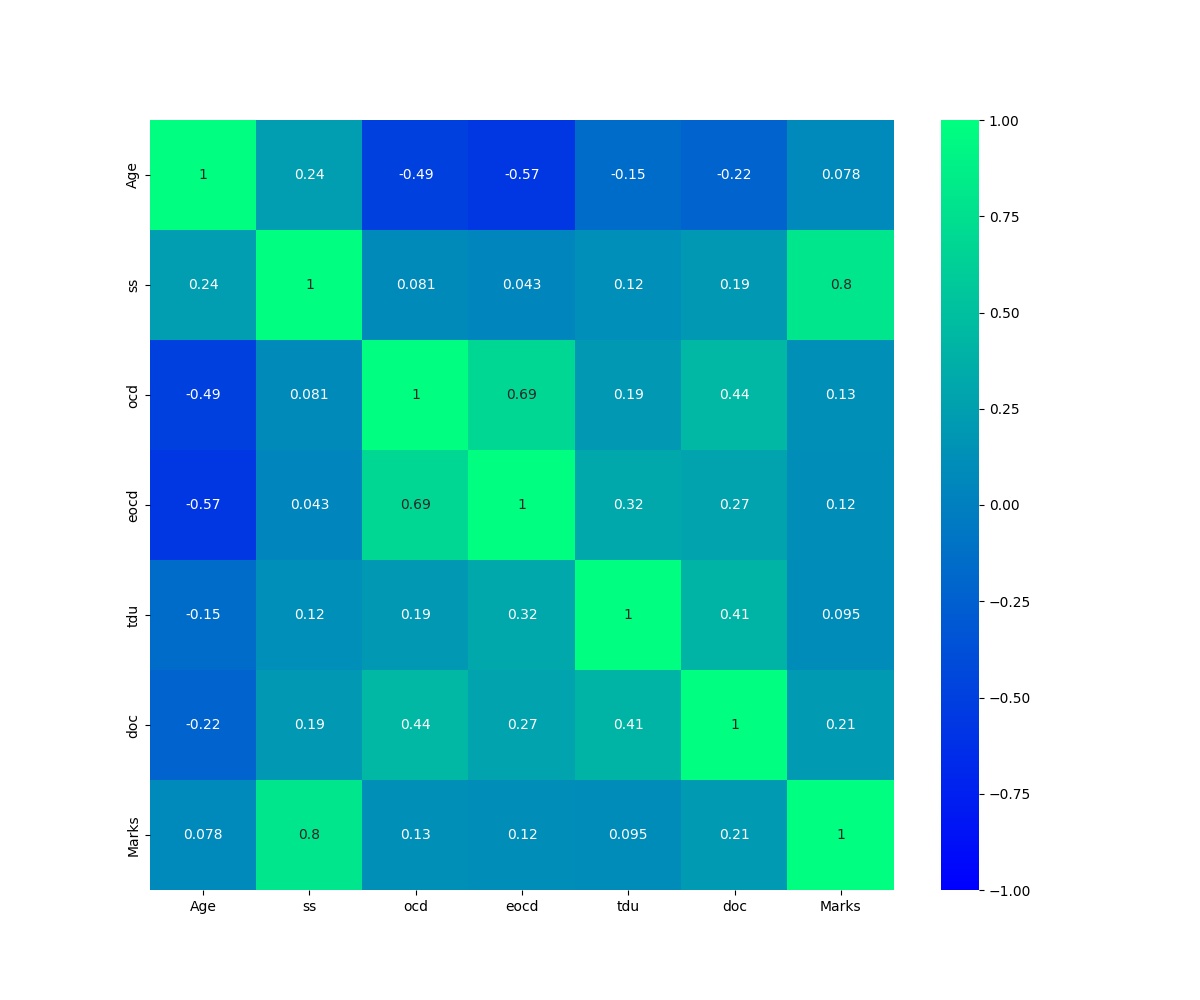 Age 1 0.24 -0.49 -0.57 -0.15 -0.22 0.078
ss 0.24 1 0.081 0.043 0.12 0.19 0.8
ocd -0.49 0.081 1 0.69 0.19 0.44 0.13
eocd -0.57 0.043 0.69 1 0.32 0.27 0.12
tdu -0.15 0.12 0.19 0.32 1 0.41 0.095
doc -0.22 0.19 0.44 0.27 0.41 1 0.21
Marks 0.078 0.8 0.13 0.12 0.095 0.21 1
Age ss ocd eocd tdu doc Marks
1.00
0.75
0.50
0.25
0.00
−0.25
−0.50
−0.75
−1.00